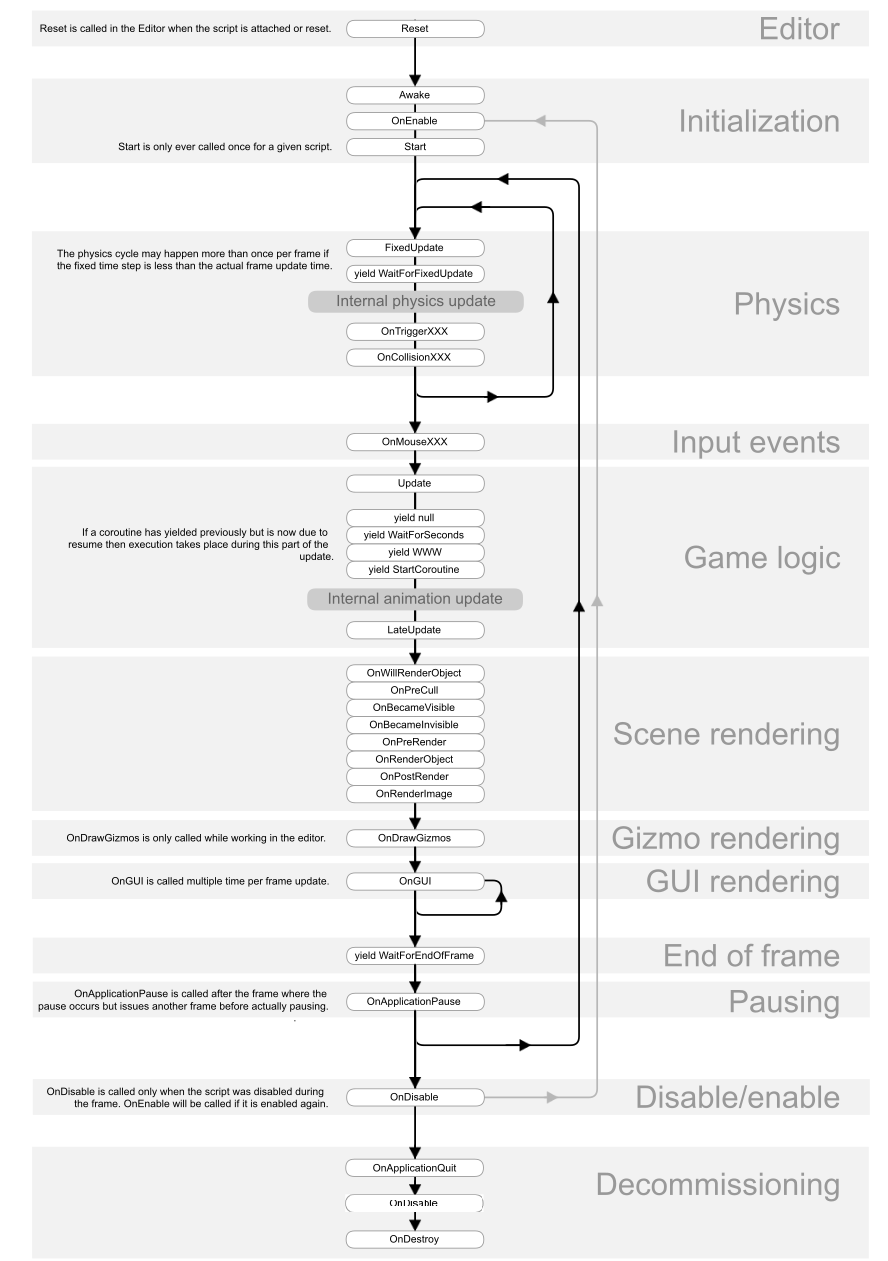 Reset is called in the Editor when the script is attached or reset.
Reset
Editor
Awake
OnEnable
Initialization
Start is only ever called once for a given script.
Start
FixedUpdate
The physics cycle may happen more than once per frame if
the fixed time step is less than the actual frame update time.
yield WaitForFixedUpdate
Internal physics update
Physics
OnTriggerXXX
OnCollisionXXX
OnMouseXXX
Input events
Update
yield null
If a coroutine has yielded previously but is now due to
resume then execution takes place during this part of the
update.
yield WaitForSeconds
yield WWW
yield StartCoroutine
Game logic
Internal animation update
LateUpdate
OnWillRenderObject
OnPreCull
OnBecameVisible
OnBecameInvisible
OnPreRender
OnRenderObject
OnPostRender
OnRenderImage
Scene rendering
OnDrawGizmos is only called while working in the editor.
OnDrawGizmos
Gizmo rendering
OnGUI is called multiple time per frame update.
OnGUI
GUI rendering
yield WaitForEndOfFrame
End of frame
OnApplicationPause is called after the frame where the
pause occurs but issues another frame before actually pausing.
OnApplicationPause
Pausing
OnDisable is called only when the script was disabled during
the frame. OnEnable will be called if it is enabled again.
OnDisable
Disable/enable
OnApplicationQuit
Decommissioning
OnDisable
OnDestroy